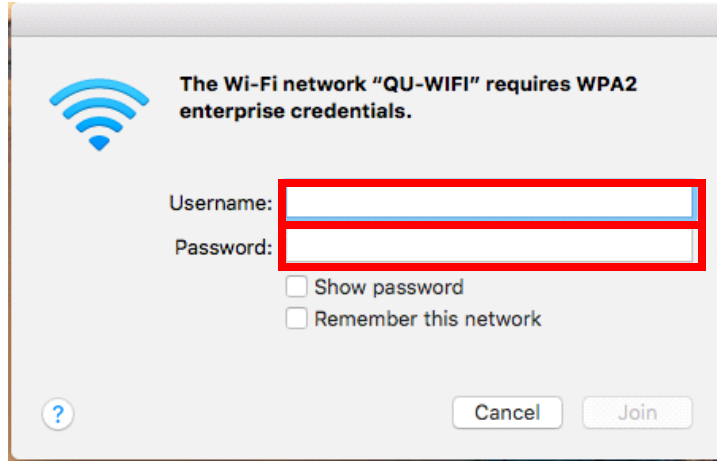 The Wi-Fi network “QU-WIFI” requires WPA2
enterprise credentials.
Username:
Password:
Show password
Remember this network
?
Cancel
Join